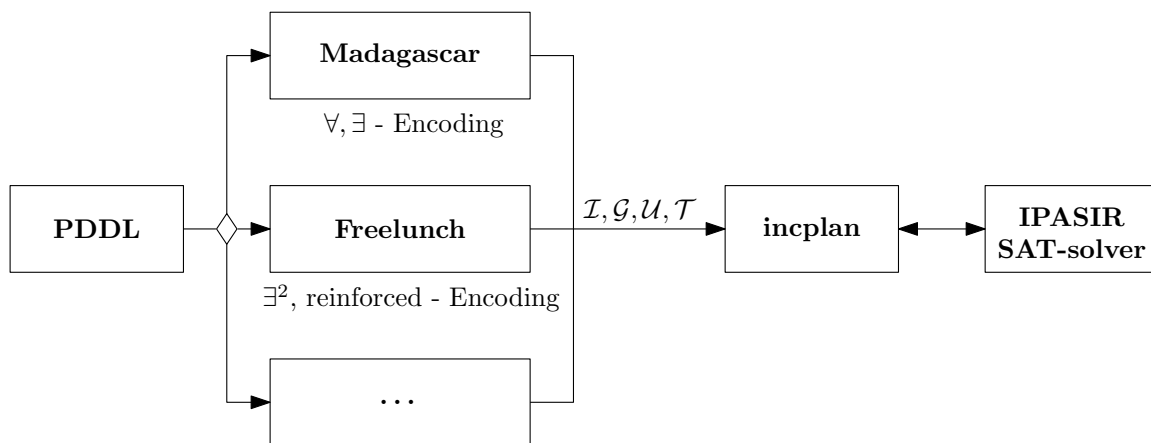 Madagascar
∀, ∃ - Encoding
PDDL
Freelunch
∃², reinforced - Encoding
...
ℐ, 𝒢, 𝒰, 𝒯
incplan
IPASIR
SAT-solver